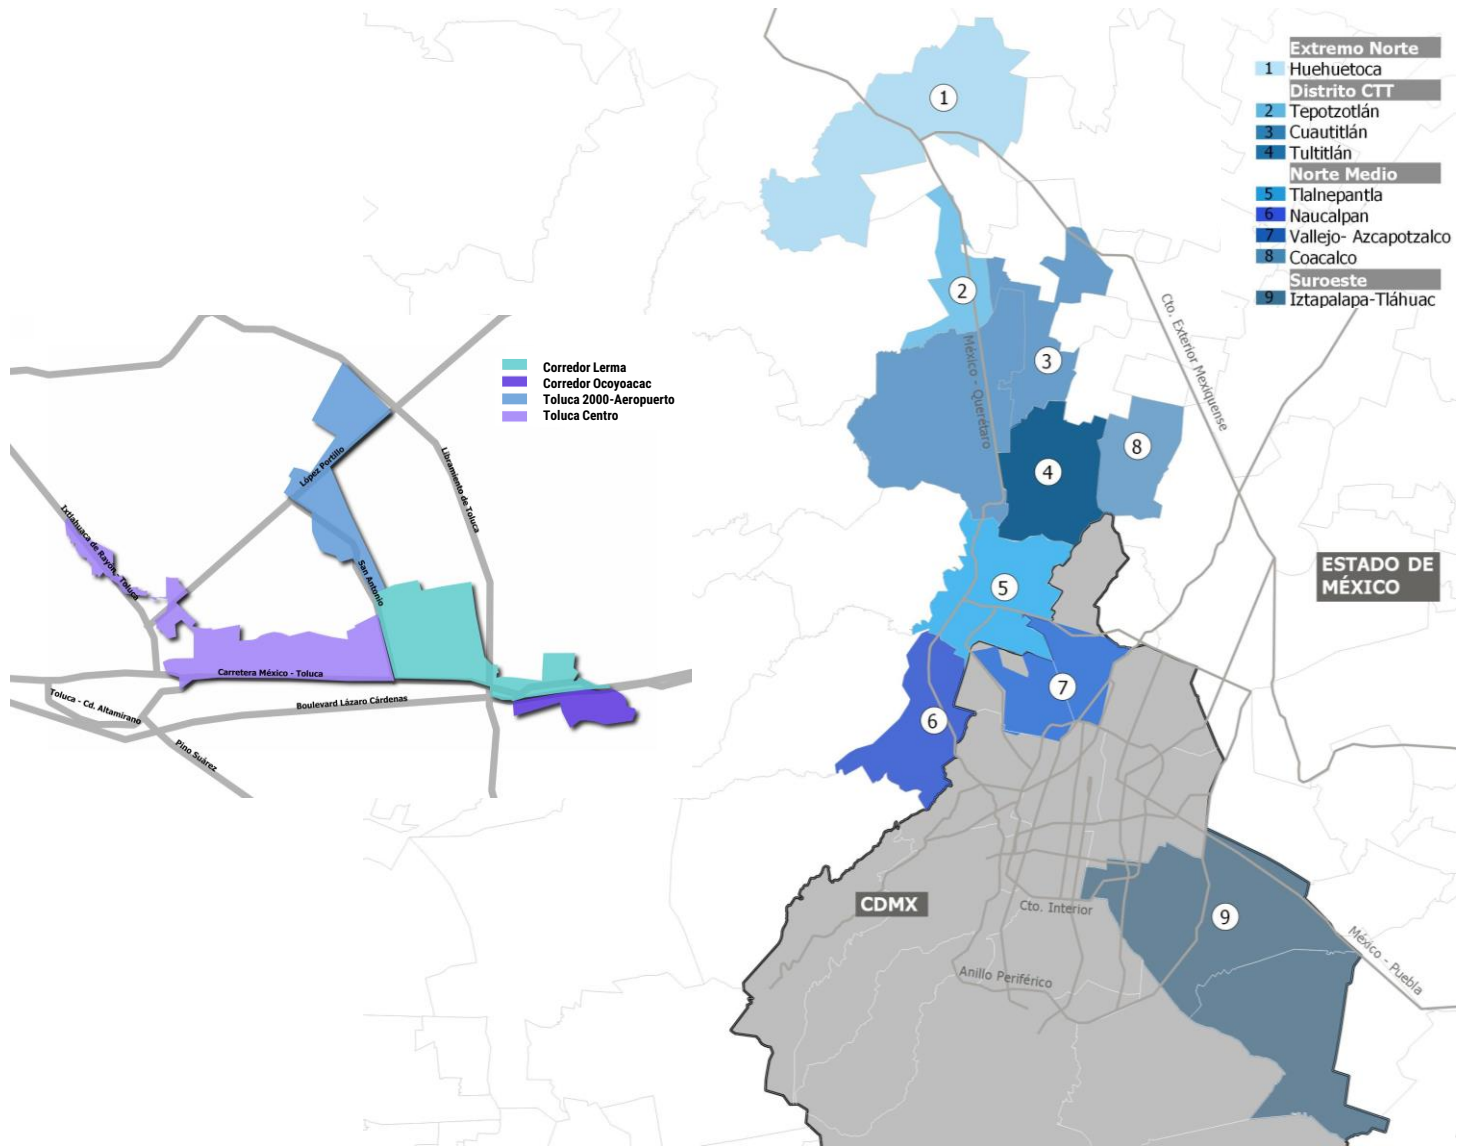 Extremo Norte
1 Huehuetoca
Distrito CTT
2 Tepotzotlán
3 Cuautitlán
4 Tultitlán
Norte Medio
5 Tlalnepantla
6 Naucalpan
7 Vallejo- Azcapotzalco
8 Coacalco
Suroeste
9 Iztapalapa-Tláhuac
1
2
3
4
5
6
7
8
9
México - Querétaro
Cto. Exterior Mexiquense
ESTADO DE
MÉXICO
CDMX
Cto. Interior
Anillo Periférico
México - Puebla
Corredor Lerma
Corredor Ocoyoacac
Toluca 2000-Aeropuerto
Toluca Centro
López Portillo
Libramiento de Toluca
Ixtlahuaca de Rayón - Toluca
San Antonio
Carretera México - Toluca
Toluca - Cd. Altamirano
Boulevard Lázaro Cárdenas
Pino Suárez